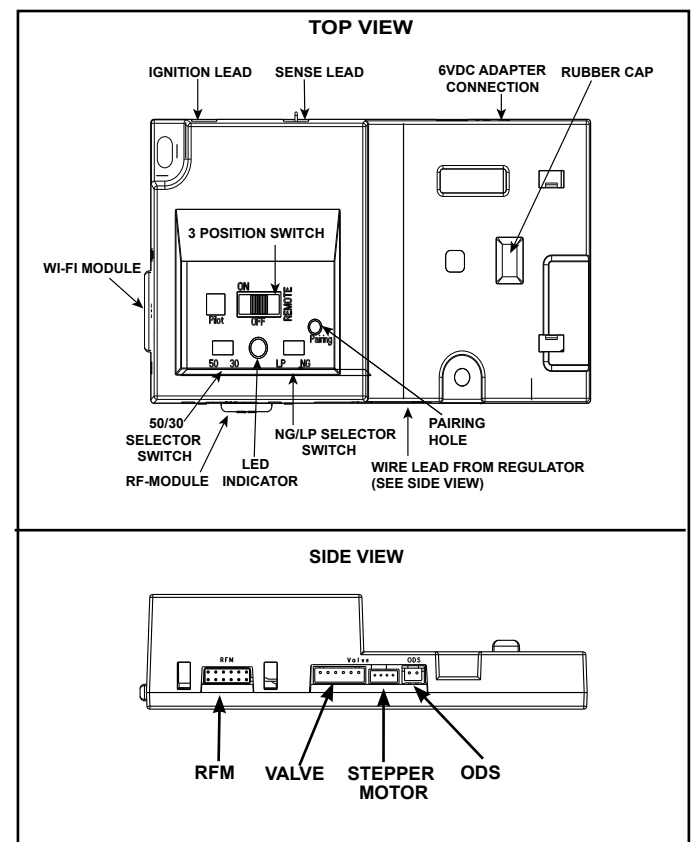 TOP VIEW
IGNITION LEAD
SENSE LEAD
6VDC ADAPTER
CONNECTION
RUBBER CAP
3 POSITION SWITCH
WI-FI MODULE
ON
OFF
REMOTE
Pilot
Pairing
50 30
LP NG
50/30
SELECTOR
SWITCH
RF-MODULE
LED
INDICATOR
NG/LP SELECTOR
SWITCH
PAIRING
HOLE
WIRE LEAD FROM REGULATOR
(SEE SIDE VIEW)
SIDE VIEW
RFM
Valve
ODS
RFM
VALVE
STEPPER
MOTOR
ODS